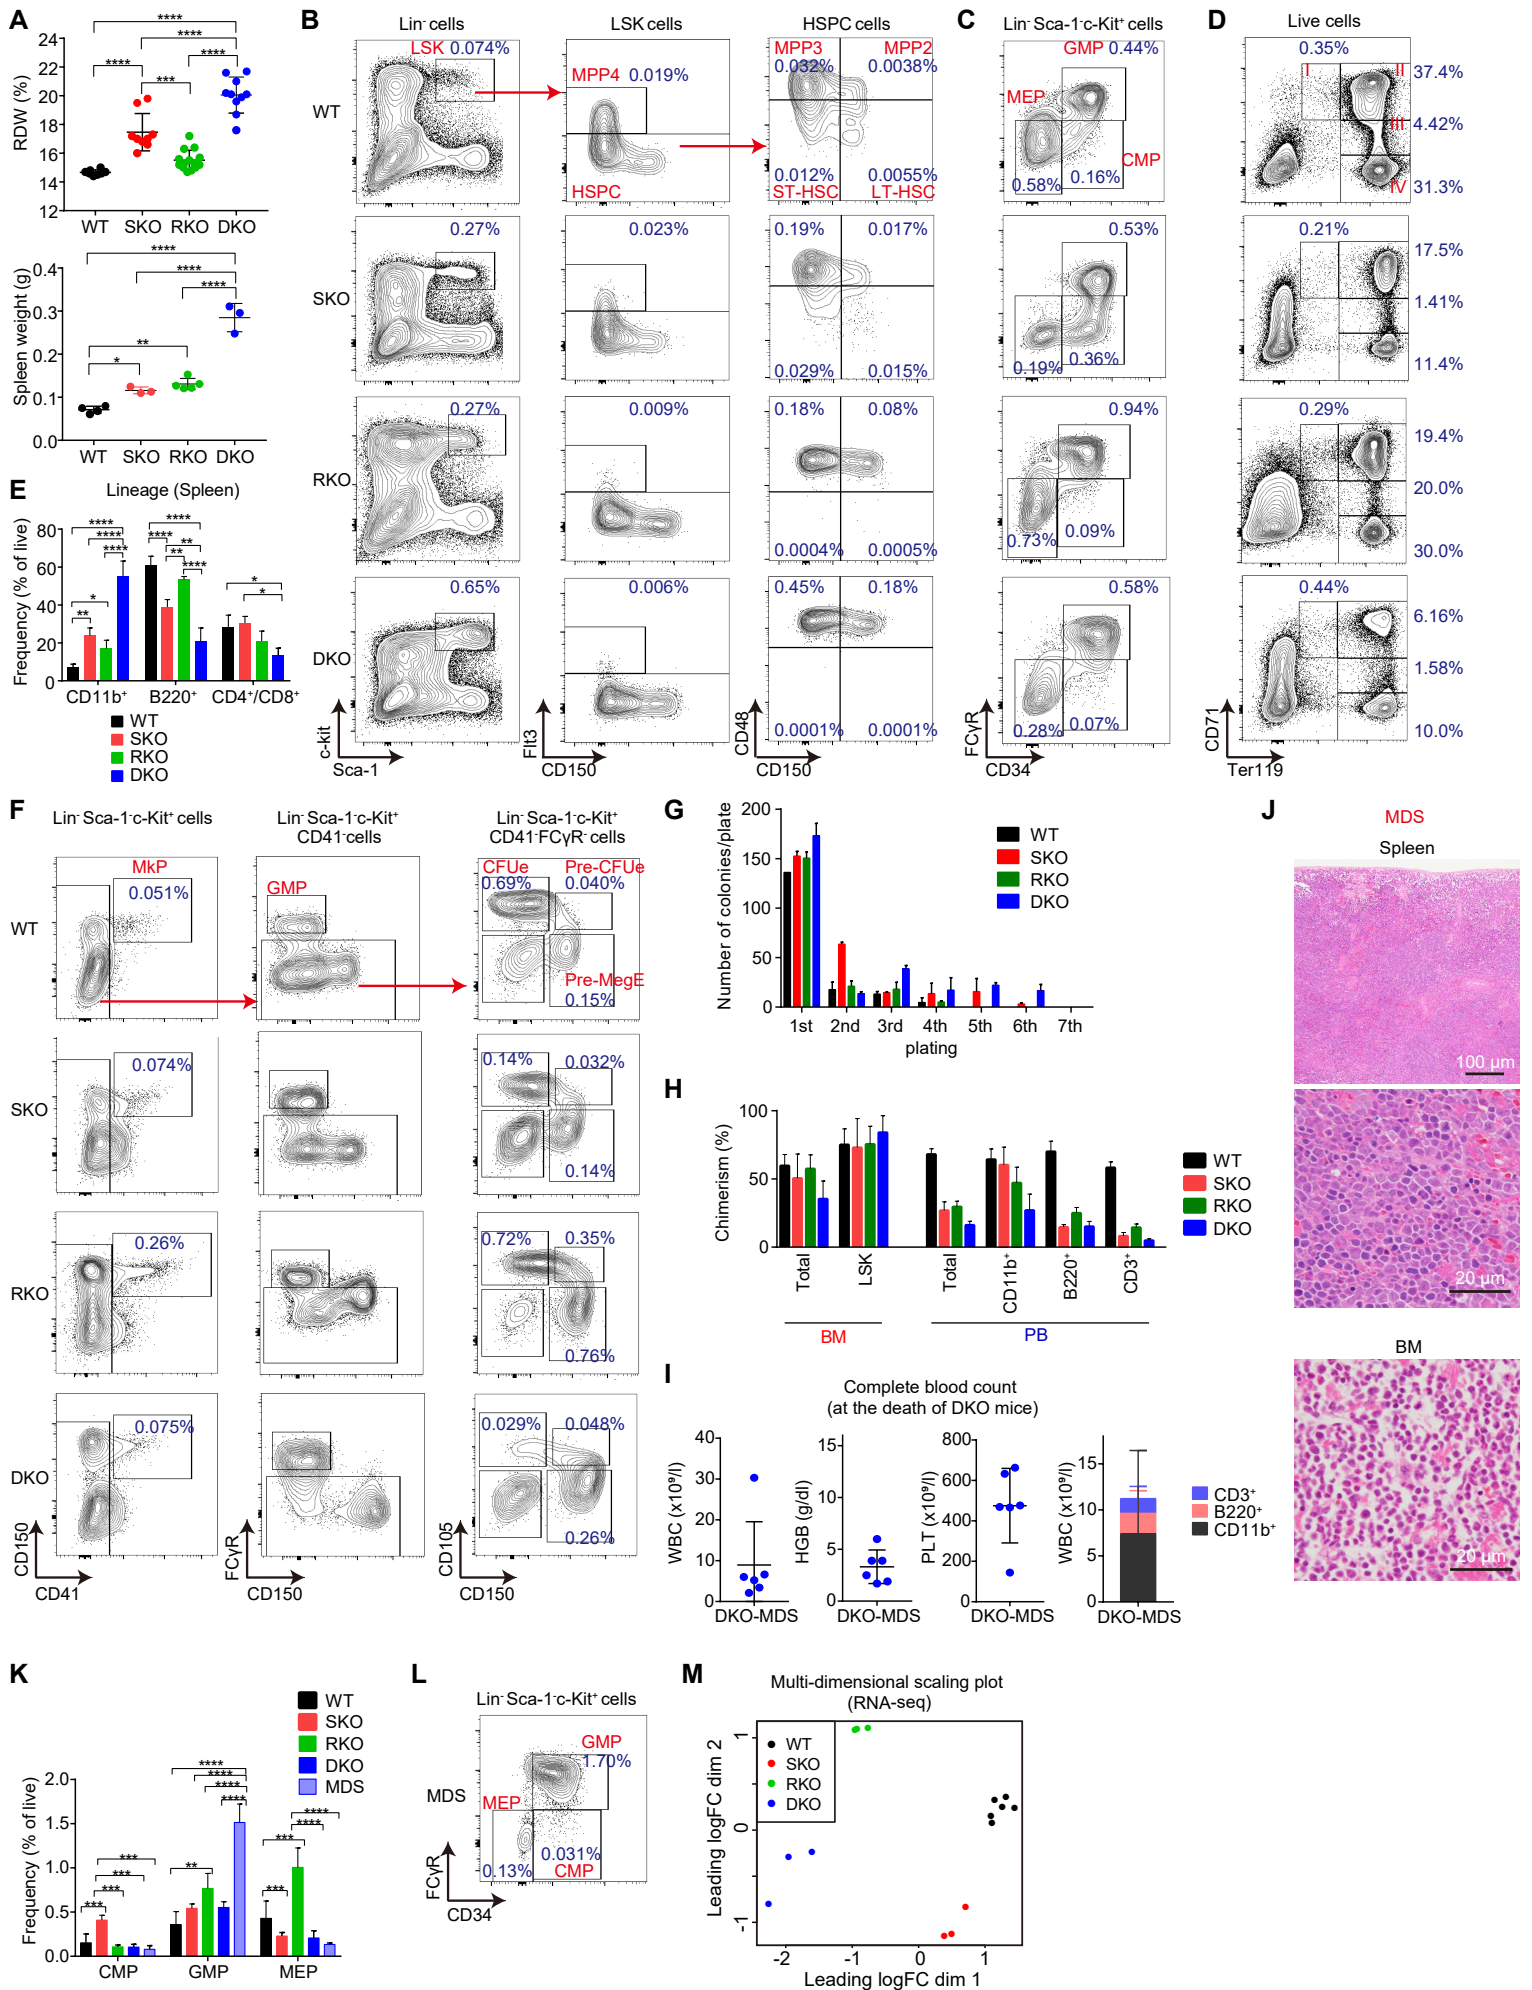 A
****
****
****
****
***
24
22
20
18
16
14
12
RDW (%)
WT SKO RKO DKO
****
****
****
**
*
0.4
0.3
0.2
0.1
0.0
Spleen weight (g)
WT SKO RKO DKO
B
Lin⁻ cells
LSK cells
HSPC cells
WT
LSK 0.074%
MPP4 0.019%
HSPC
MPP3 MPP2
0.032% 0.0038%
0.012% 0.0055%
ST-HSC LT-HSC
SKO
0.27%
0.023%
0.19% 0.017%
0.029% 0.015%
RKO
0.27%
0.009%
0.18% 0.08%
0.0004% 0.0005%
DKO
0.65%
0.006%
0.45% 0.18%
0.0001% 0.0001%
c-kit
Sca-1
Flt3
CD150
CD48
CD150
C
Lin⁻Sca-1⁻c-Kit⁺ cells
GMP 0.44%
MEP
CMP
0.58% 0.16%
0.53%
0.19% 0.36%
0.94%
0.73% 0.09%
0.58%
0.28% 0.07%
FCγR
CD34
D
Live cells
0.35%
I II 37.4%
III 4.42%
IV 31.3%
0.21%
17.5%
1.41%
11.4%
0.29%
19.4%
20.0%
30.0%
0.44%
6.16%
1.58%
10.0%
CD71
Ter119
E
Lineage (Spleen)
****
****
****
*
**
****
****
**
**
****
*
*
80
60
40
20
0
Frequency (% of live)
CD11b⁺ B220⁺ CD4⁺/CD8⁺
WT
SKO
RKO
DKO
F
Lin⁻Sca-1⁻c-Kit⁺ cells
Lin⁻Sca-1⁻c-Kit⁺
CD41⁻cells
Lin⁻Sca-1⁻c-Kit⁺
CD41⁻FCγR⁻ cells
WT
MkP
0.051%
GMP
CFUe Pre-CFUe
0.69% 0.040%
Pre-MegE
0.15%
SKO
0.074%
0.14% 0.032%
0.14%
RKO
0.26%
0.72% 0.35%
0.76%
DKO
0.075%
0.029% 0.048%
0.26%
CD150
CD41
FCγR
CD150
CD105
CD150
G
200
150
100
50
0
Number of colonies/plate
1st 2nd 3rd 4th 5th 6th 7th
plating
WT
SKO
RKO
DKO
H
100
50
0
Chimerism (%)
Total
LSK
Total
CD11b⁺
B220⁺
CD3⁺
BM
PB
WT
SKO
RKO
DKO
I
Complete blood count
(at the death of DKO mice)
40
30
20
10
0
WBC (x10⁹/l)
DKO-MDS
15
10
5
0
HGB (g/dl)
DKO-MDS
800
600
400
200
0
PLT (x10⁹/l)
DKO-MDS
15
10
5
0
WBC (x10⁹/l)
DKO-MDS
CD3⁺
B220⁺
CD11b⁺
J
MDS
Spleen
100 µm
20 µm
BM
20 µm
K
WT
SKO
RKO
DKO
MDS
2.0
1.5
1.0
0.5
0.0
Frequency (% of live)
***
***
***
***
****
****
****
****
**
****
****
***
***
CMP GMP MEP
L
Lin⁻Sca-1⁻c-Kit⁺ cells
MDS
GMP
1.70%
MEP
0.031%
0.13% CMP
FCγR
CD34
M
Multi-dimensional scaling plot
(RNA-seq)
WT
SKO
RKO
DKO
1
0
-1
Leading logFC dim 2
-2 -1 0 1
Leading logFC dim 1